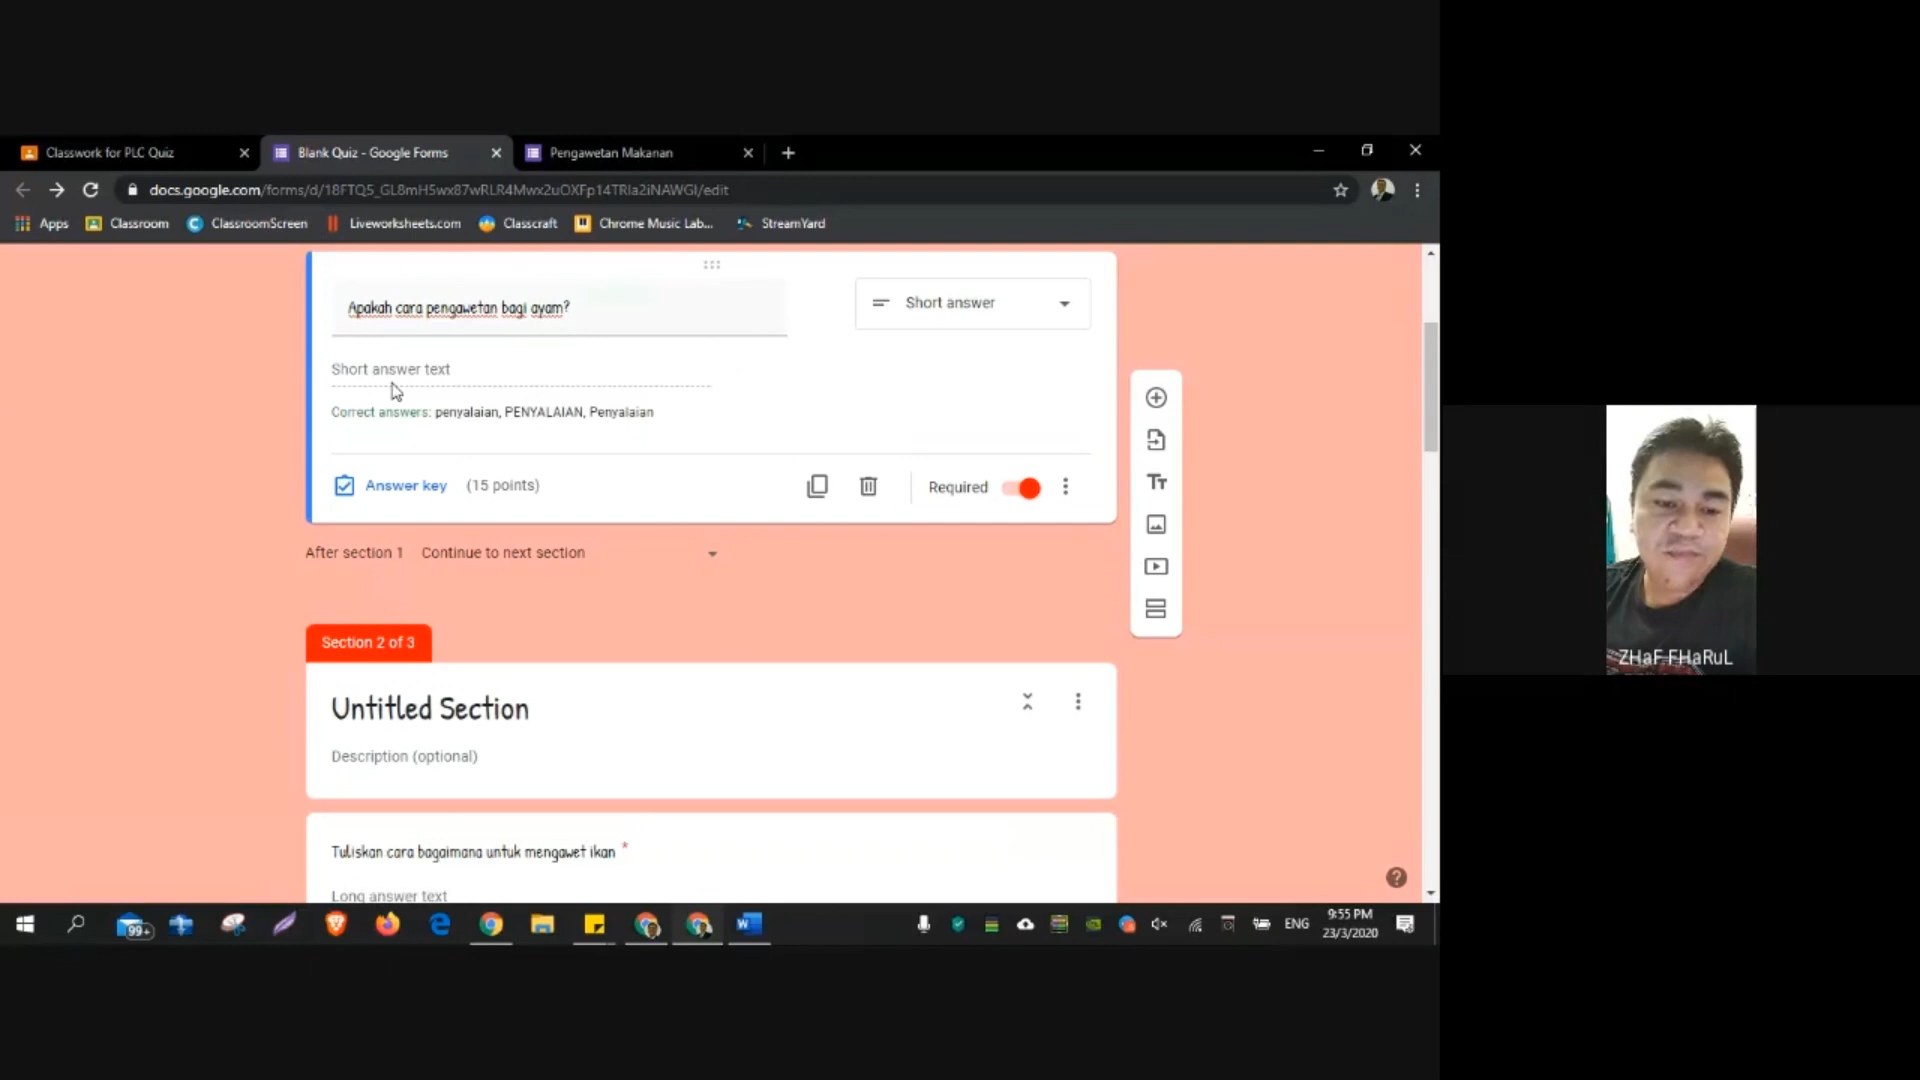 Classwork for PLC Quiz
Blank Quiz - Google Forms
Pengawetan Makanan
docs.google.com/forms/d/18FTQ5_GL8mH5wx87wRLR4Mwx2uOXFp14TRla2iNAWGI/edit
Apps
Classroom
ClassroomScreen
Liveworksheets.com
Classcraft
Chrome Music Lab...
StreamYard
Apakah cara pengawetan bagi ayam?
Short answer
Short answer text
Correct answers: penyalaian, PENYALAIAN, Penyalaian
Answer key (15 points)
Required
After section 1 Continue to next section
Section 2 of 3
Untitled Section
Description (optional)
Tuliskan cara bagaimana untuk mengawet ikan *
Long answer text
ZHaF FHaRuL
99+
ENG
9:55 PM
23/3/2020